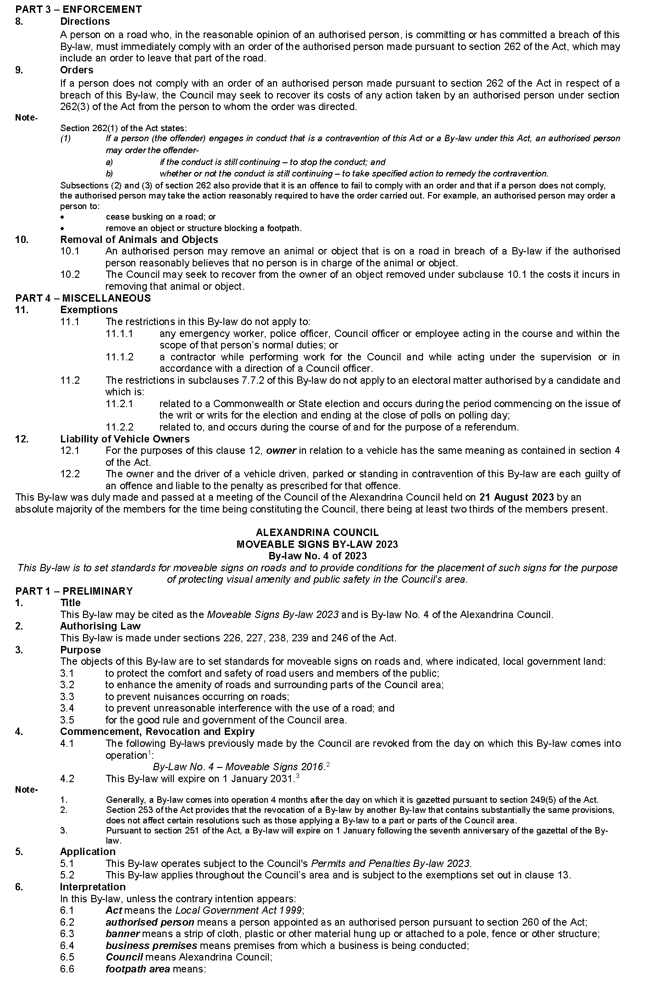 PART 3 – ENFORCEMENT
8. Directions
A person on a road who, in the reasonable opinion of an authorised person, is committing or has committed a breach of this
By-law, must immediately comply with an order of the authorised person made pursuant to section 262 of the Act, which may
include an order to leave that part of the road.
9. Orders
If a person does not comply with an order of an authorised person made pursuant to section 262 of the Act in respect of a
breach of this By-law, the Council may seek to recover its costs of any action taken by an authorised person under section
262(3) of the Act from the person to whom the order was directed.
Note-
Section 262(1) of the Act states:
(1) If a person (the offender) engages in conduct that is a contravention of this Act or a By-law under this Act, an authorised person
may order the offender-
a) if the conduct is still continuing – to stop the conduct; and
b) whether or not the conduct is still continuing – to take specified action to remedy the contravention.
Subsections (2) and (3) of section 262 also provide that it is an offence to fail to comply with an order and that if a person does not comply,
the authorised person may take the action reasonably required to have the order carried out. For example, an authorised person may order a
person to:
• cease busking on a road; or
• remove an object or structure blocking a footpath.
10. Removal of Animals and Objects
10.1 An authorised person may remove an animal or object that is on a road in breach of a By-law if the authorised
person reasonably believes that no person is in charge of the animal or object.
10.2 The Council may seek to recover from the owner of an object removed under subclause 10.1 the costs it incurs in
removing that animal or object.
PART 4 – MISCELLANEOUS
11. Exemptions
11.1 The restrictions in this By-law do not apply to:
11.1.1 any emergency worker, police officer, Council officer or employee acting in the course and within the
scope of that person’s normal duties; or
11.1.2 a contractor while performing work for the Council and while acting under the supervision or in
accordance with a direction of a Council officer.
11.2 The restrictions in subclauses 7.7.2 of this By-law do not apply to an electoral matter authorised by a candidate and
which is:
11.2.1 related to a Commonwealth or State election and occurs during the period commencing on the issue of
the writ or writs for the election and ending at the close of polls on polling day;
11.2.2 related to, and occurs during the course of and for the purpose of a referendum.
12. Liability of Vehicle Owners
12.1 For the purposes of this clause 12, owner in relation to a vehicle has the same meaning as contained in section 4
of the Act.
12.2 The owner and the driver of a vehicle driven, parked or standing in contravention of this By-law are each guilty of
an offence and liable to the penalty as prescribed for that offence.
This By-law was duly made and passed at a meeting of the Council of the Alexandrina Council held on 21 August 2023 by an
absolute majority of the members for the time being constituting the Council, there being at least two thirds of the members present.
ALEXANDRINA COUNCIL
MOVEABLE SIGNS BY-LAW 2023
By-law No. 4 of 2023
This By-law is to set standards for moveable signs on roads and to provide conditions for the placement of such signs for the purpose
of protecting visual amenity and public safety in the Council’s area.
PART 1 – PRELIMINARY
1. Title
This By-law may be cited as the Moveable Signs By-law 2023 and is By-law No. 4 of the Alexandrina Council.
2. Authorising Law
This By-law is made under sections 226, 227, 238, 239 and 246 of the Act.
3. Purpose
The objects of this By-law are to set standards for moveable signs on roads and, where indicated, local government land:
3.1 to protect the comfort and safety of road users and members of the public;
3.2 to enhance the amenity of roads and surrounding parts of the Council area;
3.3 to prevent nuisances occurring on roads;
3.4 to prevent unreasonable interference with the use of a road; and
3.5 for the good rule and government of the Council area.
4. Commencement, Revocation and Expiry
4.1 The following By-laws previously made by the Council are revoked from the day on which this By-law comes into
operation¹:
By-Law No. 4 – Moveable Signs 2016.²
4.2 This By-law will expire on 1 January 2031.³
Note-
1. Generally, a By-law comes into operation 4 months after the day on which it is gazetted pursuant to section 249(5) of the Act.
2. Section 253 of the Act provides that the revocation of a By-law by another By-law that contains substantially the same provisions,
does not affect certain resolutions such as those applying a By-law to a part or parts of the Council area.
3. Pursuant to section 251 of the Act, a By-law will expire on 1 January following the seventh anniversary of the gazettal of the By-
law.
5. Application
5.1 This By-law operates subject to the Council's Permits and Penalties By-law 2023.
5.2 This By-law applies throughout the Council’s area and is subject to the exemptions set out in clause 13.
6. Interpretation
In this By-law, unless the contrary intention appears:
6.1 Act means the Local Government Act 1999;
6.2 authorised person means a person appointed as an authorised person pursuant to section 260 of the Act;
6.3 banner means a strip of cloth, plastic or other material hung up or attached to a pole, fence or other structure;
6.4 business premises means premises from which a business is being conducted;
6.5 Council means Alexandrina Council;
6.6 footpath area means: